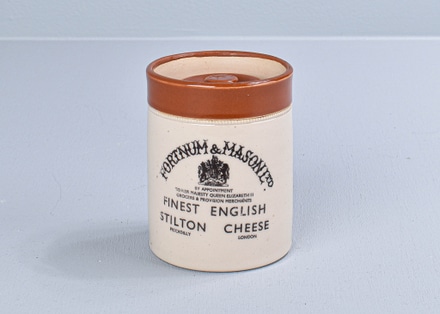 FORTNUM & MASON LTD
BY APPOINTMENT
TO HER MAJESTY QUEEN ELIZABETH II
GROCERS & PROVISION MERCHANTS
FINEST ENGLISH
STILTON CHEESE
PICCADILLY LONDON